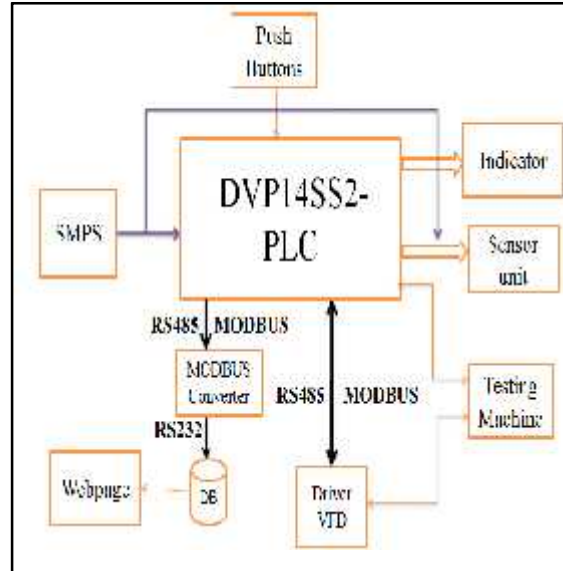 Push
Buttons
DVP14SS2-
PLC
Indicator
SMPS
Sensor
unit
RS485 MODBUS
MODBUS
Converter
RS485 MODBUS
Testing
Machine
RS232
Webpage
DB
Driver
VFD